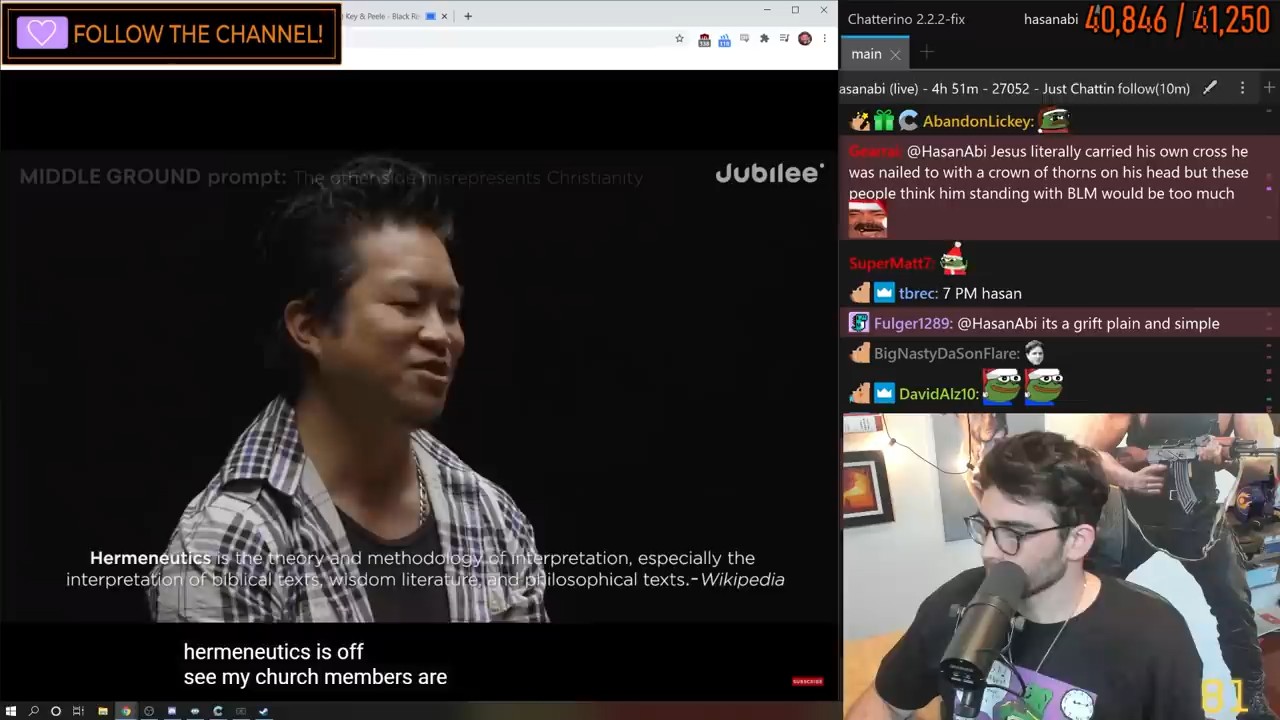 FOLLOW THE CHANNEL!
Key & Peele - Black R
Chatterino 2.2.2-fix
hasanabi
40,846 / 41,250
main
asanabi (live) - 4h 51m - 27052 - Just Chattin follow(10m)
AbandonLickey:
@HasanAbi Jesus literally carried his own cross he
was nailed to with a crown of thorns on his head but these
people think him standing with BLM would be too much
SuperMatt7:
tbrec: 7 PM hasan
Fulger1289: @HasanAbi its a grift plain and simple
BigNastyDaSonFlare:
DavidAlz10:
MIDDLE GROUND prompt: The other side misrepresents Christianity
Jubilee
Hermeneutics is the theory and methodology of interpretation, especially the
interpretation of biblical texts, wisdom literature, and philosophical texts.-Wikipedia
hermeneutics is off
see my church members are
SUBSCRIBE
81